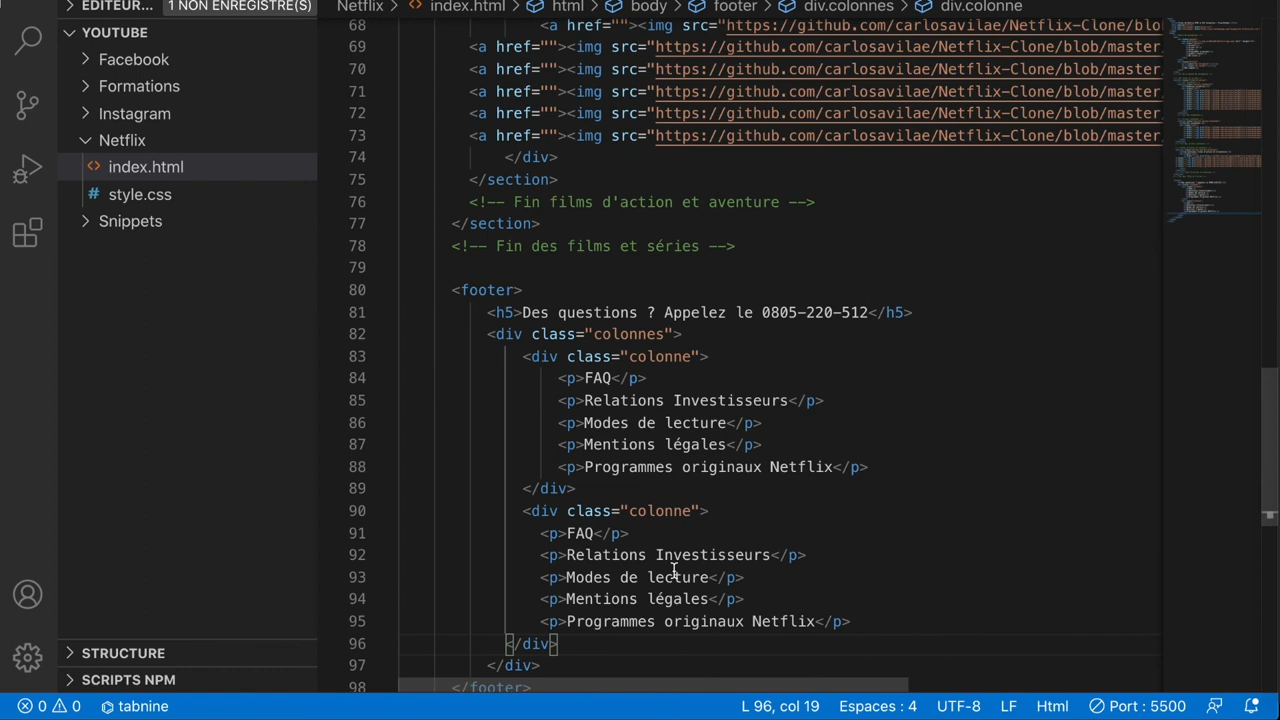 EDITEUR... 1 NON ENREGISTRÉ(S)
Netflix > index.html > html > body > footer > div.colonnes > div.colonne
YOUTUBE
Facebook
Formations
Instagram
Netflix
index.html
# style.css
Snippets
STRUCTURE
SCRIPTS NPM
68 <a href=""><img src="https://github.com/carlosavilae/Netflix-Clone/blo
69 <a href=""><img src="https://github.com/carlosavilae/Netflix-Clone/blob/master
70 <a href=""><img src="https://github.com/carlosavilae/Netflix-Clone/blob/master
71 <a href=""><img src="https://github.com/carlosavilae/Netflix-Clone/blob/master
72 <a href=""><img src="https://github.com/carlosavilae/Netflix-Clone/blob/master
73 <a href=""><img src="https://github.com/carlosavilae/Netflix-Clone/blob/master
74 </div>
75 </section>
76 <!-- Fin films d'action et aventure -->
77 </section>
78 <!-- Fin des films et séries -->
79
80 <footer>
81 <h5>Des questions ? Appelez le 0805-220-512</h5>
82 <div class="colonnes">
83 <div class="colonne">
84 <p>FAQ</p>
85 <p>Relations Investisseurs</p>
86 <p>Modes de lecture</p>
87 <p>Mentions légales</p>
88 <p>Programmes originaux Netflix</p>
89 </div>
90 <div class="colonne">
91 <p>FAQ</p>
92 <p>Relations Investisseurs</p>
93 <p>Modes de lecture</p>
94 <p>Mentions légales</p>
95 <p>Programmes originaux Netflix</p>
96 </div>
97 </div>
98 </footer>
0 0 tabnine L 96, col 19 Espaces : 4 UTF-8 LF Html Port : 5500